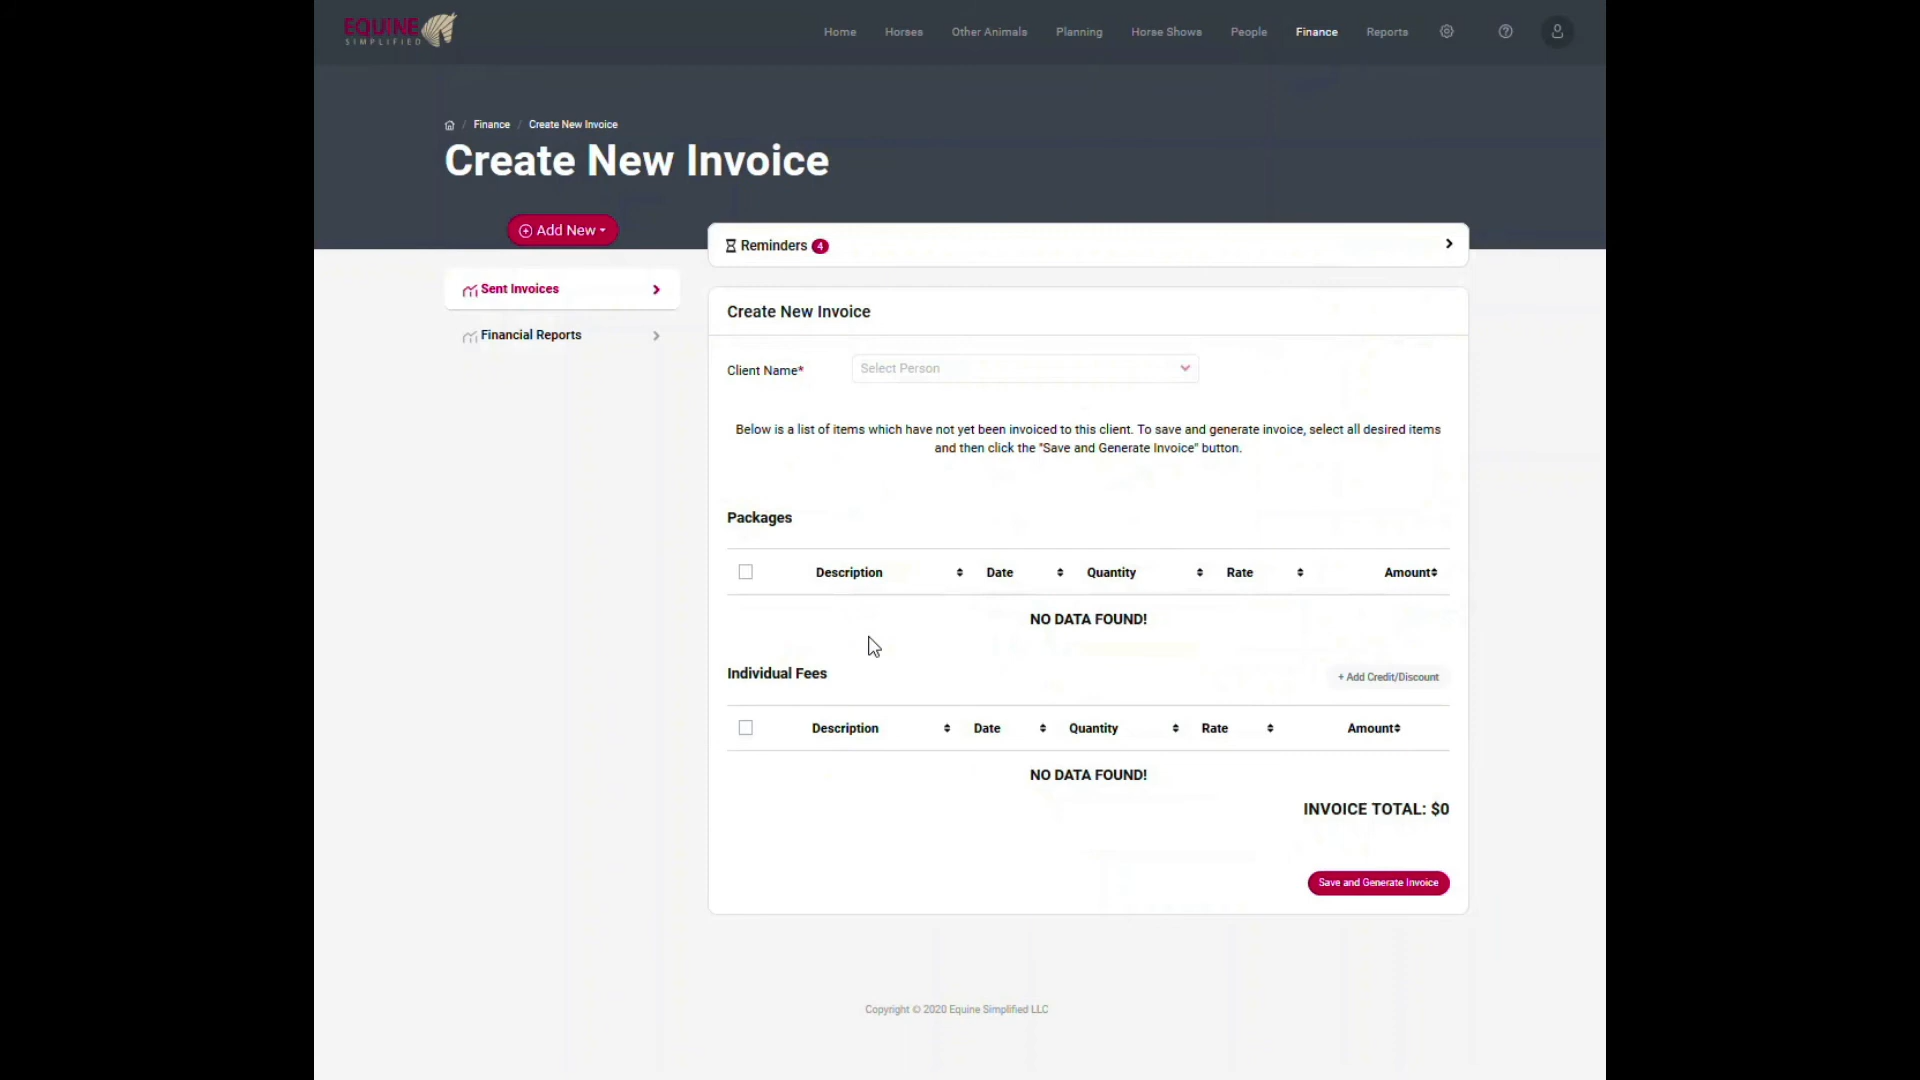 EQUINE
SIMPLIFIED
Home Horses Other Animals Planning Horse Shows People Finance Reports
/ Finance / Create New Invoice
Create New Invoice
Add New
Reminders 4
Sent Invoices
Financial Reports
Create New Invoice
Client Name* Select Person
Below is a list of items which have not yet been invoiced to this client. To save and generate invoice, select all desired items
and then click the "Save and Generate Invoice" button.
Packages
Description Date Quantity Rate Amount
NO DATA FOUND!
Individual Fees + Add Credit/Discount
Description Date Quantity Rate Amount
NO DATA FOUND!
INVOICE TOTAL: $0
Save and Generate Invoice
Copyright © 2020 Equine Simplified LLC